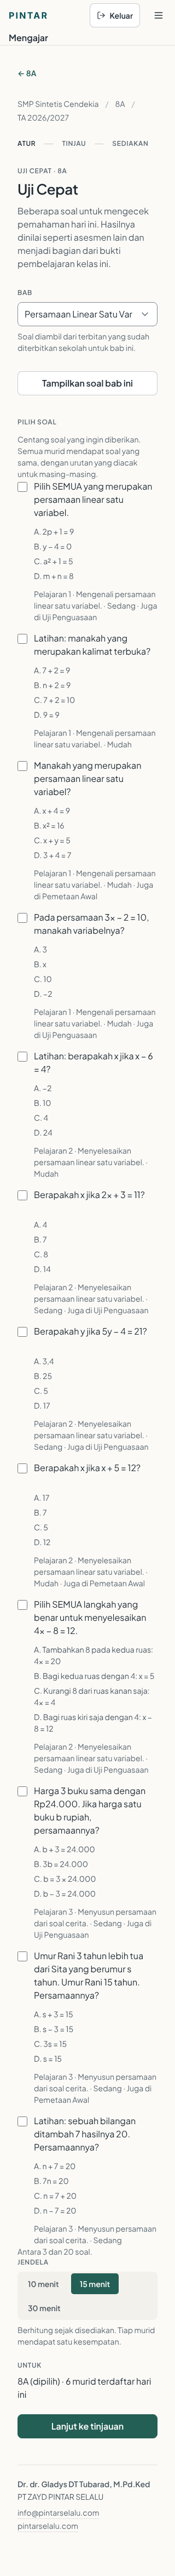 PINTAR
Keluar
Mengajar
← 8A
SMP Sintetis Cendekia / 8A /
TA 2026/2027
ATUR — TINJAU — SEDIAKAN
UJI CEPAT · 8A
Uji Cepat
Beberapa soal untuk mengecek
pemahaman hari ini. Hasilnya
dinilai seperti asesmen lain dan
menjadi bagian dari bukti
pembelajaran kelas ini.
BAB
Persamaan Linear Satu Var
Soal diambil dari terbitan yang sudah
diterbitkan sekolah untuk bab ini.
Tampilkan soal bab ini
PILIH SOAL
Centang soal yang ingin diberikan.
Semua murid mendapat soal yang
sama, dengan urutan yang diacak
untuk masing-masing.
Pilih SEMUA yang merupakan
persamaan linear satu
variabel.
A. 2p + 1 = 9
B. y − 4 = 0
C. a² + 1 = 5
D. m + n = 8
Pelajaran 1 · Mengenali persamaan
linear satu variabel. · Sedang · Juga
di Uji Penguasaan
Latihan: manakah yang
merupakan kalimat terbuka?
A. 7 + 2 = 9
B. n + 2 = 9
C. 7 + 2 = 10
D. 9 = 9
Pelajaran 1 · Mengenali persamaan
linear satu variabel. · Mudah
Manakah yang merupakan
persamaan linear satu
variabel?
A. x + 4 = 9
B. x² = 16
C. x + y = 5
D. 3 + 4 = 7
Pelajaran 1 · Mengenali persamaan
linear satu variabel. · Mudah · Juga
di Pemetaan Awal
Pada persamaan 3x − 2 = 10,
manakah variabelnya?
A. 3
B. x
C. 10
D. −2
Pelajaran 1 · Mengenali persamaan
linear satu variabel. · Mudah · Juga
di Uji Penguasaan
Latihan: berapakah x jika x − 6
= 4?
A. −2
B. 10
C. 4
D. 24
Pelajaran 2 · Menyelesaikan
persamaan linear satu variabel. ·
Mudah
Berapakah x jika 2x + 3 = 11?
A. 4
B. 7
C. 8
D. 14
Pelajaran 2 · Menyelesaikan
persamaan linear satu variabel. ·
Sedang · Juga di Uji Penguasaan
Berapakah y jika 5y − 4 = 21?
A. 3,4
B. 25
C. 5
D. 17
Pelajaran 2 · Menyelesaikan
persamaan linear satu variabel. ·
Sedang · Juga di Uji Penguasaan
Berapakah x jika x + 5 = 12?
A. 17
B. 7
C. 5
D. 12
Pelajaran 2 · Menyelesaikan
persamaan linear satu variabel. ·
Mudah · Juga di Pemetaan Awal
Pilih SEMUA langkah yang
benar untuk menyelesaikan
4x − 8 = 12.
A. Tambahkan 8 pada kedua ruas:
4x = 20
B. Bagi kedua ruas dengan 4: x = 5
C. Kurangi 8 dari ruas kanan saja:
4x = 4
D. Bagi ruas kiri saja dengan 4: x −
8 = 12
Pelajaran 2 · Menyelesaikan
persamaan linear satu variabel. ·
Sedang · Juga di Uji Penguasaan
Harga 3 buku sama dengan
Rp24.000. Jika harga satu
buku b rupiah,
persamaannya?
A. b + 3 = 24.000
B. 3b = 24.000
C. b = 3 × 24.000
D. b − 3 = 24.000
Pelajaran 3 · Menyusun persamaan
dari soal cerita. · Sedang · Juga di
Uji Penguasaan
Umur Rani 3 tahun lebih tua
dari Sita yang berumur s
tahun. Umur Rani 15 tahun.
Persamaannya?
A. s + 3 = 15
B. s − 3 = 15
C. 3s = 15
D. s = 15
Pelajaran 3 · Menyusun persamaan
dari soal cerita. · Sedang · Juga di
Pemetaan Awal
Latihan: sebuah bilangan
ditambah 7 hasilnya 20.
Persamaannya?
A. n + 7 = 20
B. 7n = 20
C. n = 7 + 20
D. n − 7 = 20
Pelajaran 3 · Menyusun persamaan
dari soal cerita. · Sedang
Antara 3 dan 20 soal.
JENDELA
10 menit
15 menit
30 menit
Berhitung sejak disediakan. Tiap murid
mendapat satu kesempatan.
UNTUK
8A (dipilih) · 6 murid terdaftar hari
ini
Lanjut ke tinjauan
Dr. dr. Gladys DT Tubarad, M.Pd.Ked
PT ZAYD PINTAR SELALU
info@pintarselalu.com
pintarselalu.com